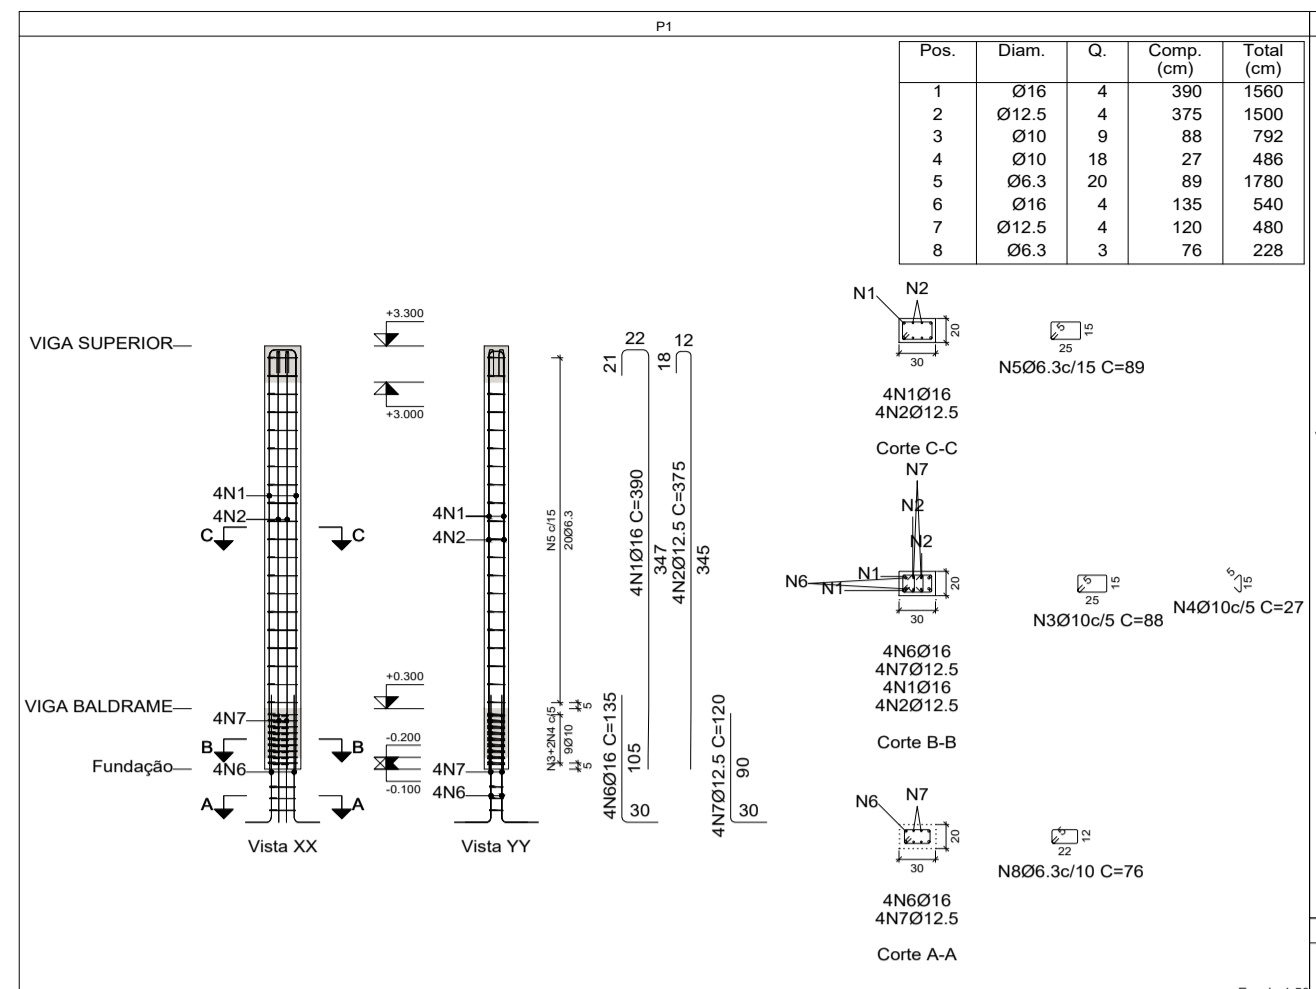 P1
Pos. Diam. Q. Comp. (cm) Total (cm)
1 Ø16 4 390 1560
2 Ø12.5 4 375 1500
3 Ø10 9 88 792
4 Ø10 18 27 486
5 Ø6.3 20 89 1780
6 Ø16 4 135 540
7 Ø12.5 4 120 480
8 Ø6.3 3 76 228
VIGA SUPERIOR
+3.300
+3.000
4N1
4N2
C C
VIGA BALDRAME
+0.300
4N7
B B
-0.200
Fundação
4N6
-0.100
A A
Vista XX
4N1
4N2
4N7
4N6
Vista YY
N5 c/15
20Ø6.3
5
N3+2N4 c/5
9Ø10
5
22
21
4N1Ø16 C=390
347
12
18
4N2Ø12.5 C=375
345
4N6Ø16 C=135
105
30
4N7Ø12.5 C=120
90
30
N1 N2
20
30
4N1Ø16
4N2Ø12.5
Corte C-C
5
15
25
N5Ø6.3c/15 C=89
N7
N2
N2
N1
N6
N1
20
30
4N6Ø16
4N7Ø12.5
4N1Ø16
4N2Ø12.5
Corte B-B
5
15
25
N3Ø10c/5 C=88
5
15
N4Ø10c/5 C=27
N6 N7
20
30
4N6Ø16
4N7Ø12.5
Corte A-A
5
12
22
N8Ø6.3c/10 C=76